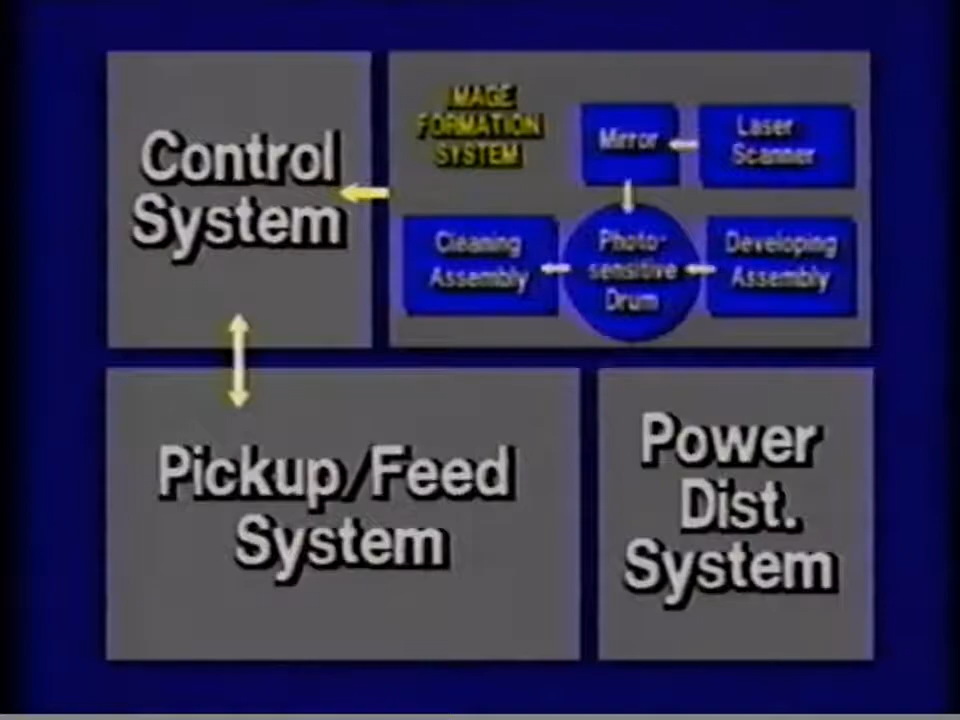 Control
System
IMAGE
FORMATION
SYSTEM
Mirror
Laser
Scanner
Cleaning
Assembly
Photo-
sensitive
Drum
Developing
Assembly
Pickup/Feed
System
Power
Dist.
System